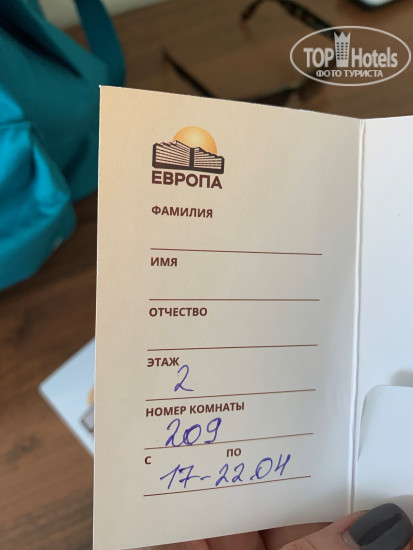 TOP Hotels
ФОТО ТУРИСТА
ЕВРОПА
ФАМИЛИЯ
ИМЯ
ОТЧЕСТВО
ЭТАЖ
2
НОМЕР КОМНАТЫ
209
С ПО
17-22.04